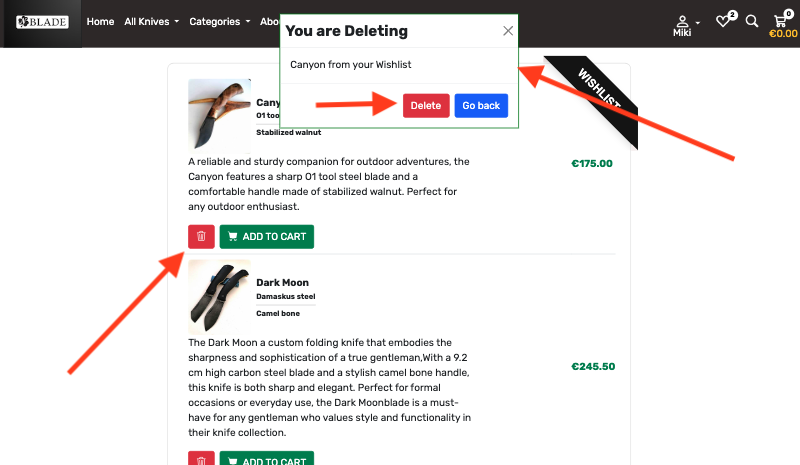 BLADE
Home
All Knives
Categories
Abo
Miki
2
0
€0.00
You are Deleting
Canyon from your Wishlist
Delete
Go back
WISHLIST
Cany
O1 too
Stabilized walnut
A reliable and sturdy companion for outdoor adventures, the
Canyon features a sharp O1 tool steel blade and a
comfortable handle made of stabilized walnut. Perfect for
any outdoor enthusiast.
€175.00
ADD TO CART
Dark Moon
Damaskus steel
Camel bone
The Dark Moon a custom folding knife that embodies the
sharpness and sophistication of a true gentleman,With a 9.2
cm high carbon steel blade and a stylish camel bone handle,
this knife is both sharp and elegant. Perfect for formal
occasions or everyday use, the Dark Moonblade is a must-
have for any gentleman who values style and functionality in
their knife collection.
€245.50
ADD TO CART